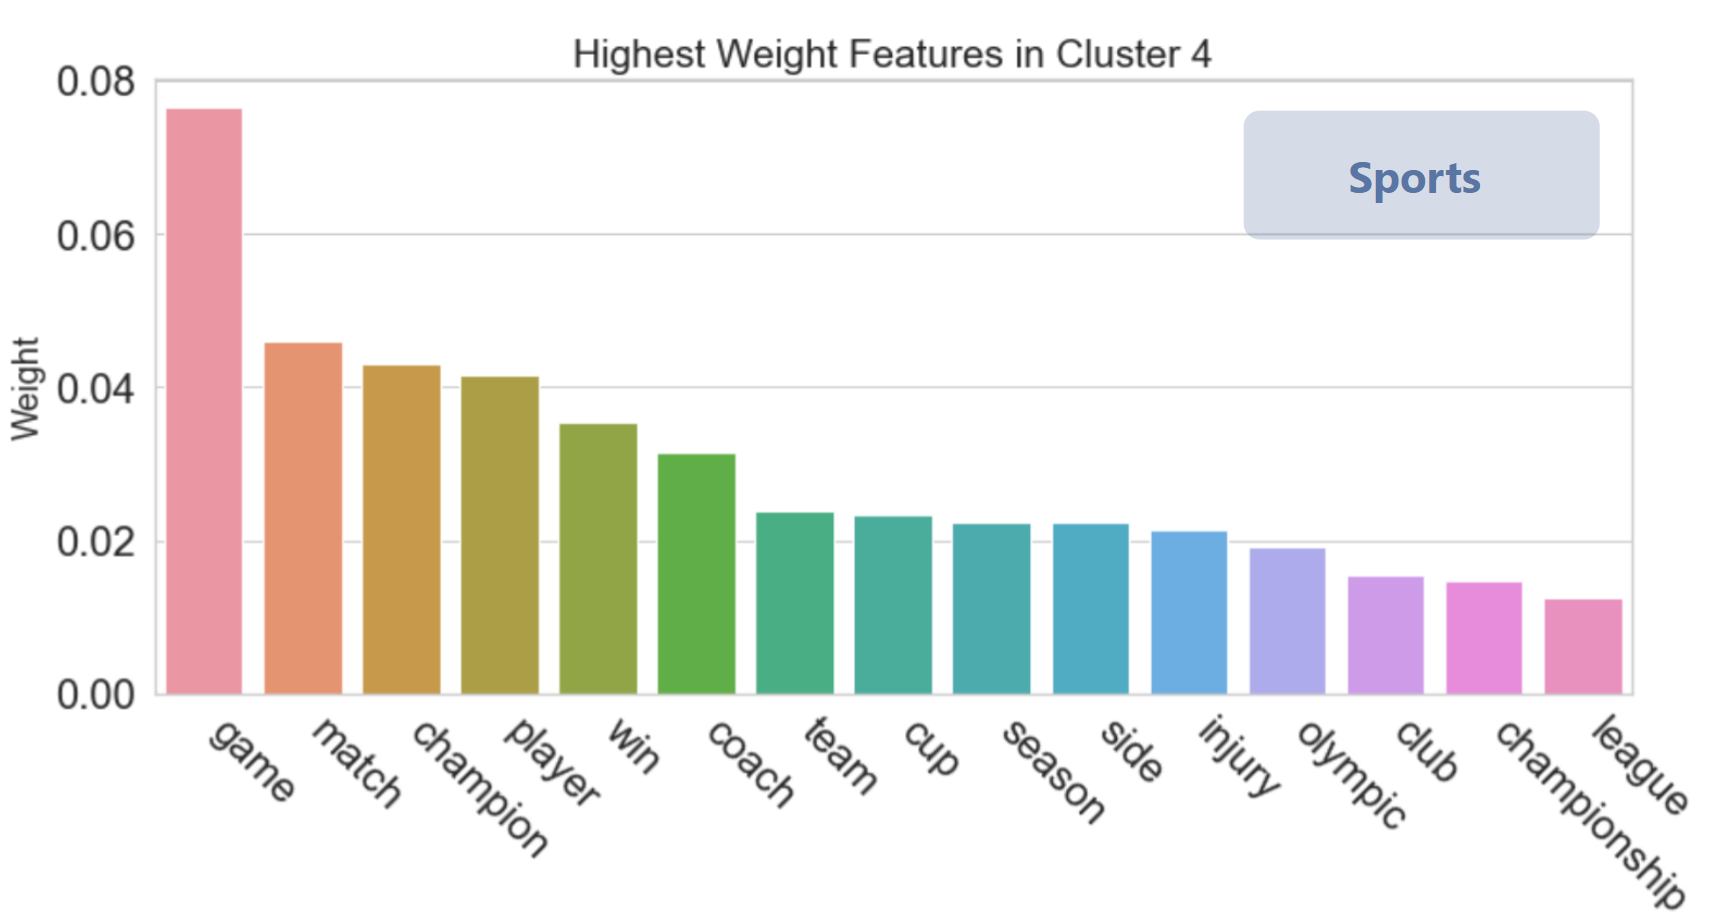 Highest Weight Features in Cluster 4
Sports
Weight
0.08
0.06
0.04
0.02
0.00
game
match
champion
player
win
coach
team
cup
season
side
injury
olympic
club
championship
league